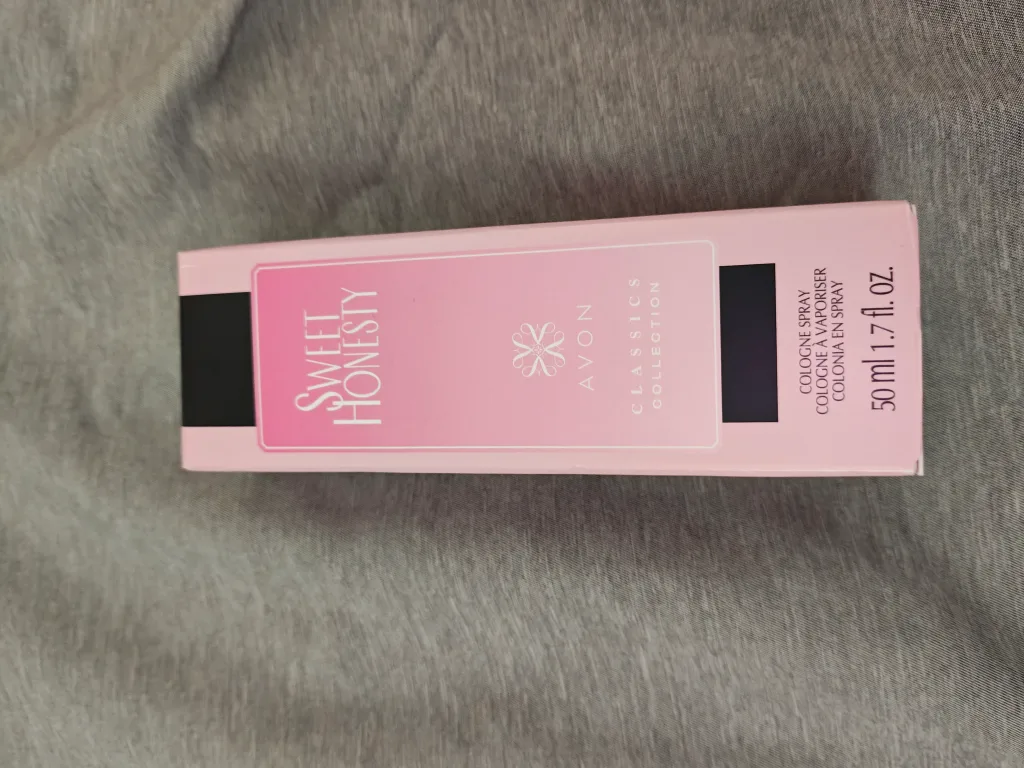 SWEET
HONESTY
AVON
CLASSICS
COLLECTION
COLOGNE SPRAY
COLOGNE À VAPORISER
COLONIA EN SPRAY
50 ml 1.7 fl. oz.